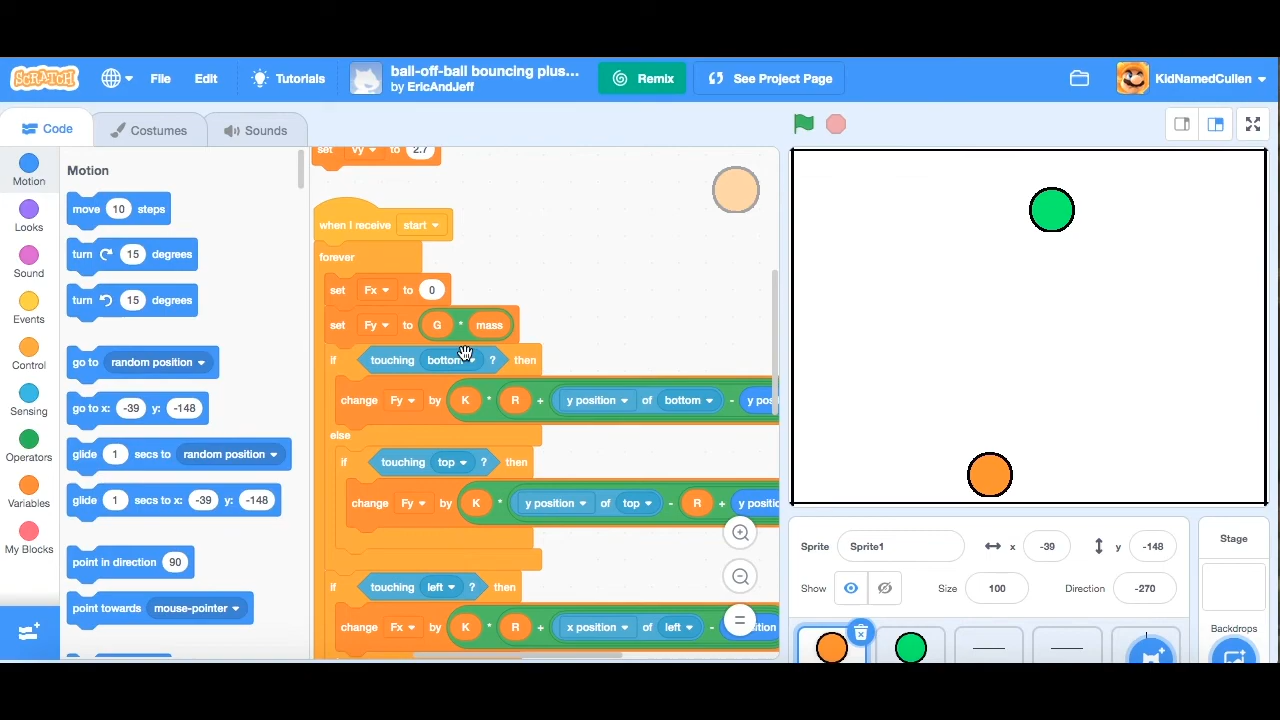 SCRATCH File Edit Tutorials ball-off-ball bouncing plus... Remix See Project Page KidNamedCullen
by EricAndJeff
Code Costumes Sounds
Motion
Looks
Sound
Events
Control
Sensing
Operators
Variables
My Blocks
Motion
move 10 steps
turn 15 degrees
turn 15 degrees
go to random position
go to x: -39 y: -148
glide 1 secs to random position
glide 1 secs to x: -39 y: -148
point in direction 90
point towards mouse-pointer
set Vy to 2.7
when I receive start
forever
set Fx to 0
set Fy to G * mass
if touching bottom ? then
change Fy by K * R + y position of bottom -
else
if touching top ? then
change Fy by K * y position of top - R +
if touching left ? then
change Fx by K * R + x position of left -
Sprite Sprite1 x -39 y -148
Show Size 100 Direction -270
Stage
Backdrops